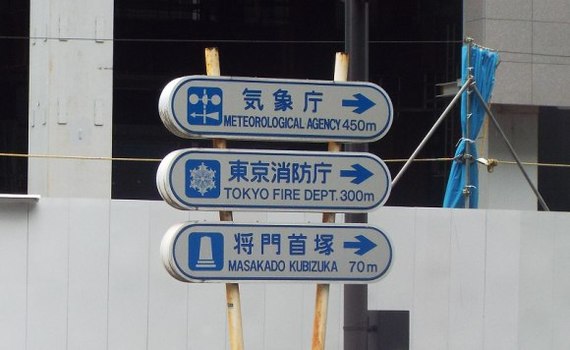 気象庁
METEOROLOGICAL AGENCY 450m
東京消防庁
TOKYO FIRE DEPT. 300m
将門首塚
MASAKADO KUBIZUKA 70m